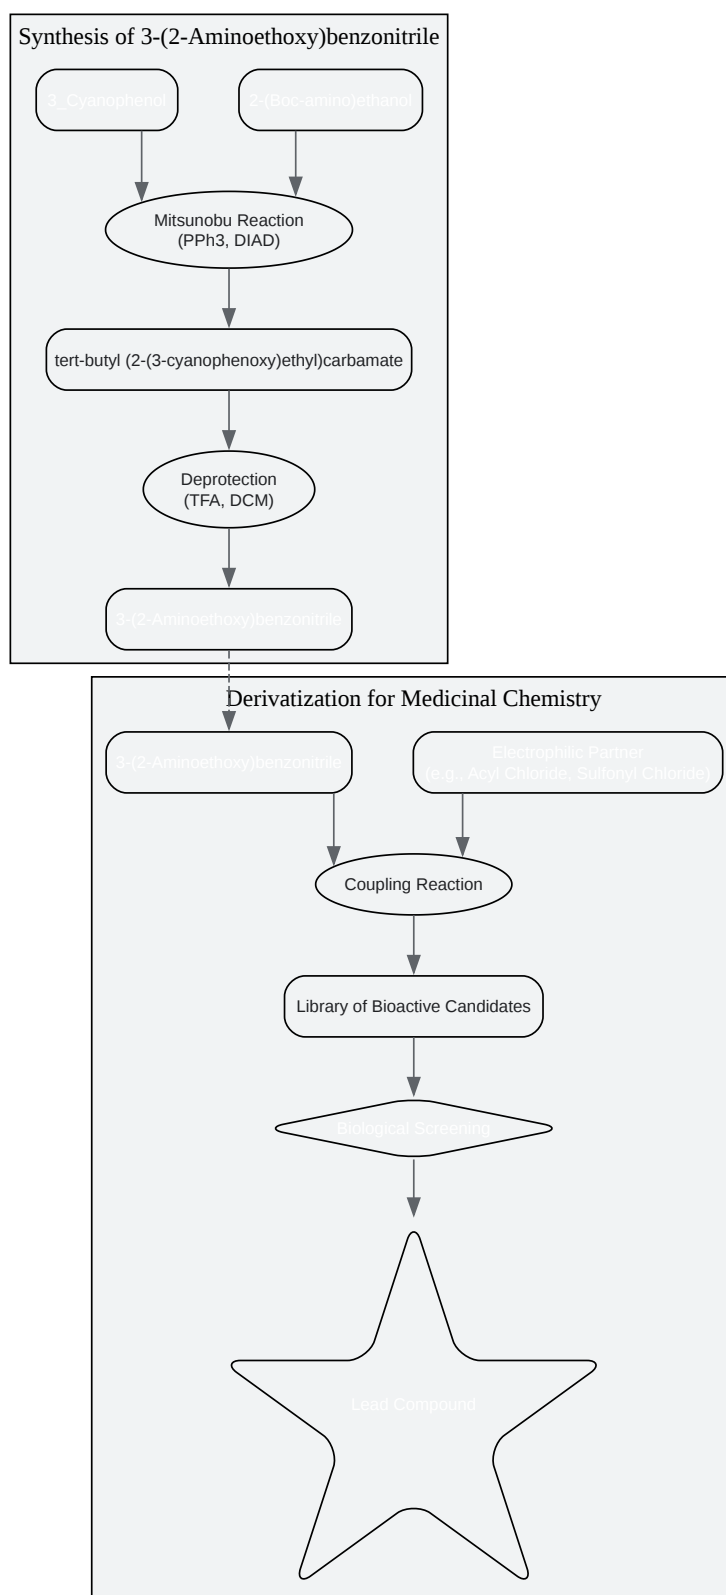 Synthesis of 3-(2-Aminoethoxy)benzonitrile
3_Cyanophenol
2-(Boc-amino)ethanol
Mitsunobu Reaction
(PPh3, DIAD)
tert-butyl (2-(3-cyanophenoxy)ethyl)carbamate
Deprotection
(TFA, DCM)
3-(2-Aminoethoxy)benzonitrile
Derivatization for Medicinal Chemistry
3-(2-Aminoethoxy)benzonitrile
Electrophilic Partner
(e.g., Acyl Chloride, Sulfonyl Chloride)
Coupling Reaction
Library of Bioactive Candidates
Biological Screening
Lead Compound